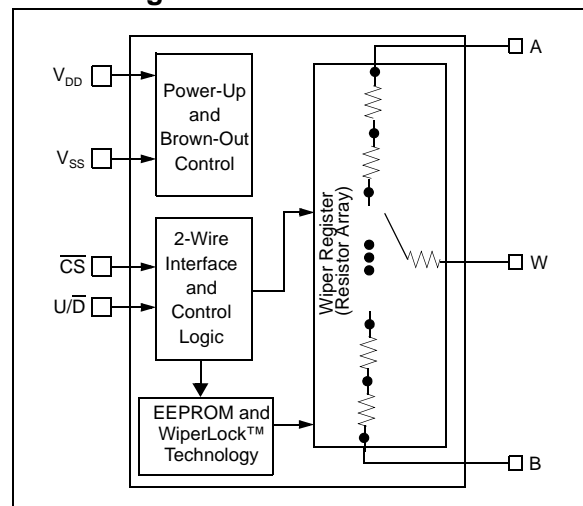 V_DD
V_SS
Power-Up
and
Brown-Out
Control
C̅S̅
U/D̅
2-Wire
Interface
and
Control
Logic
EEPROM and
WiperLock™
Technology
Wiper Register
(Resistor Array)
A
W
B